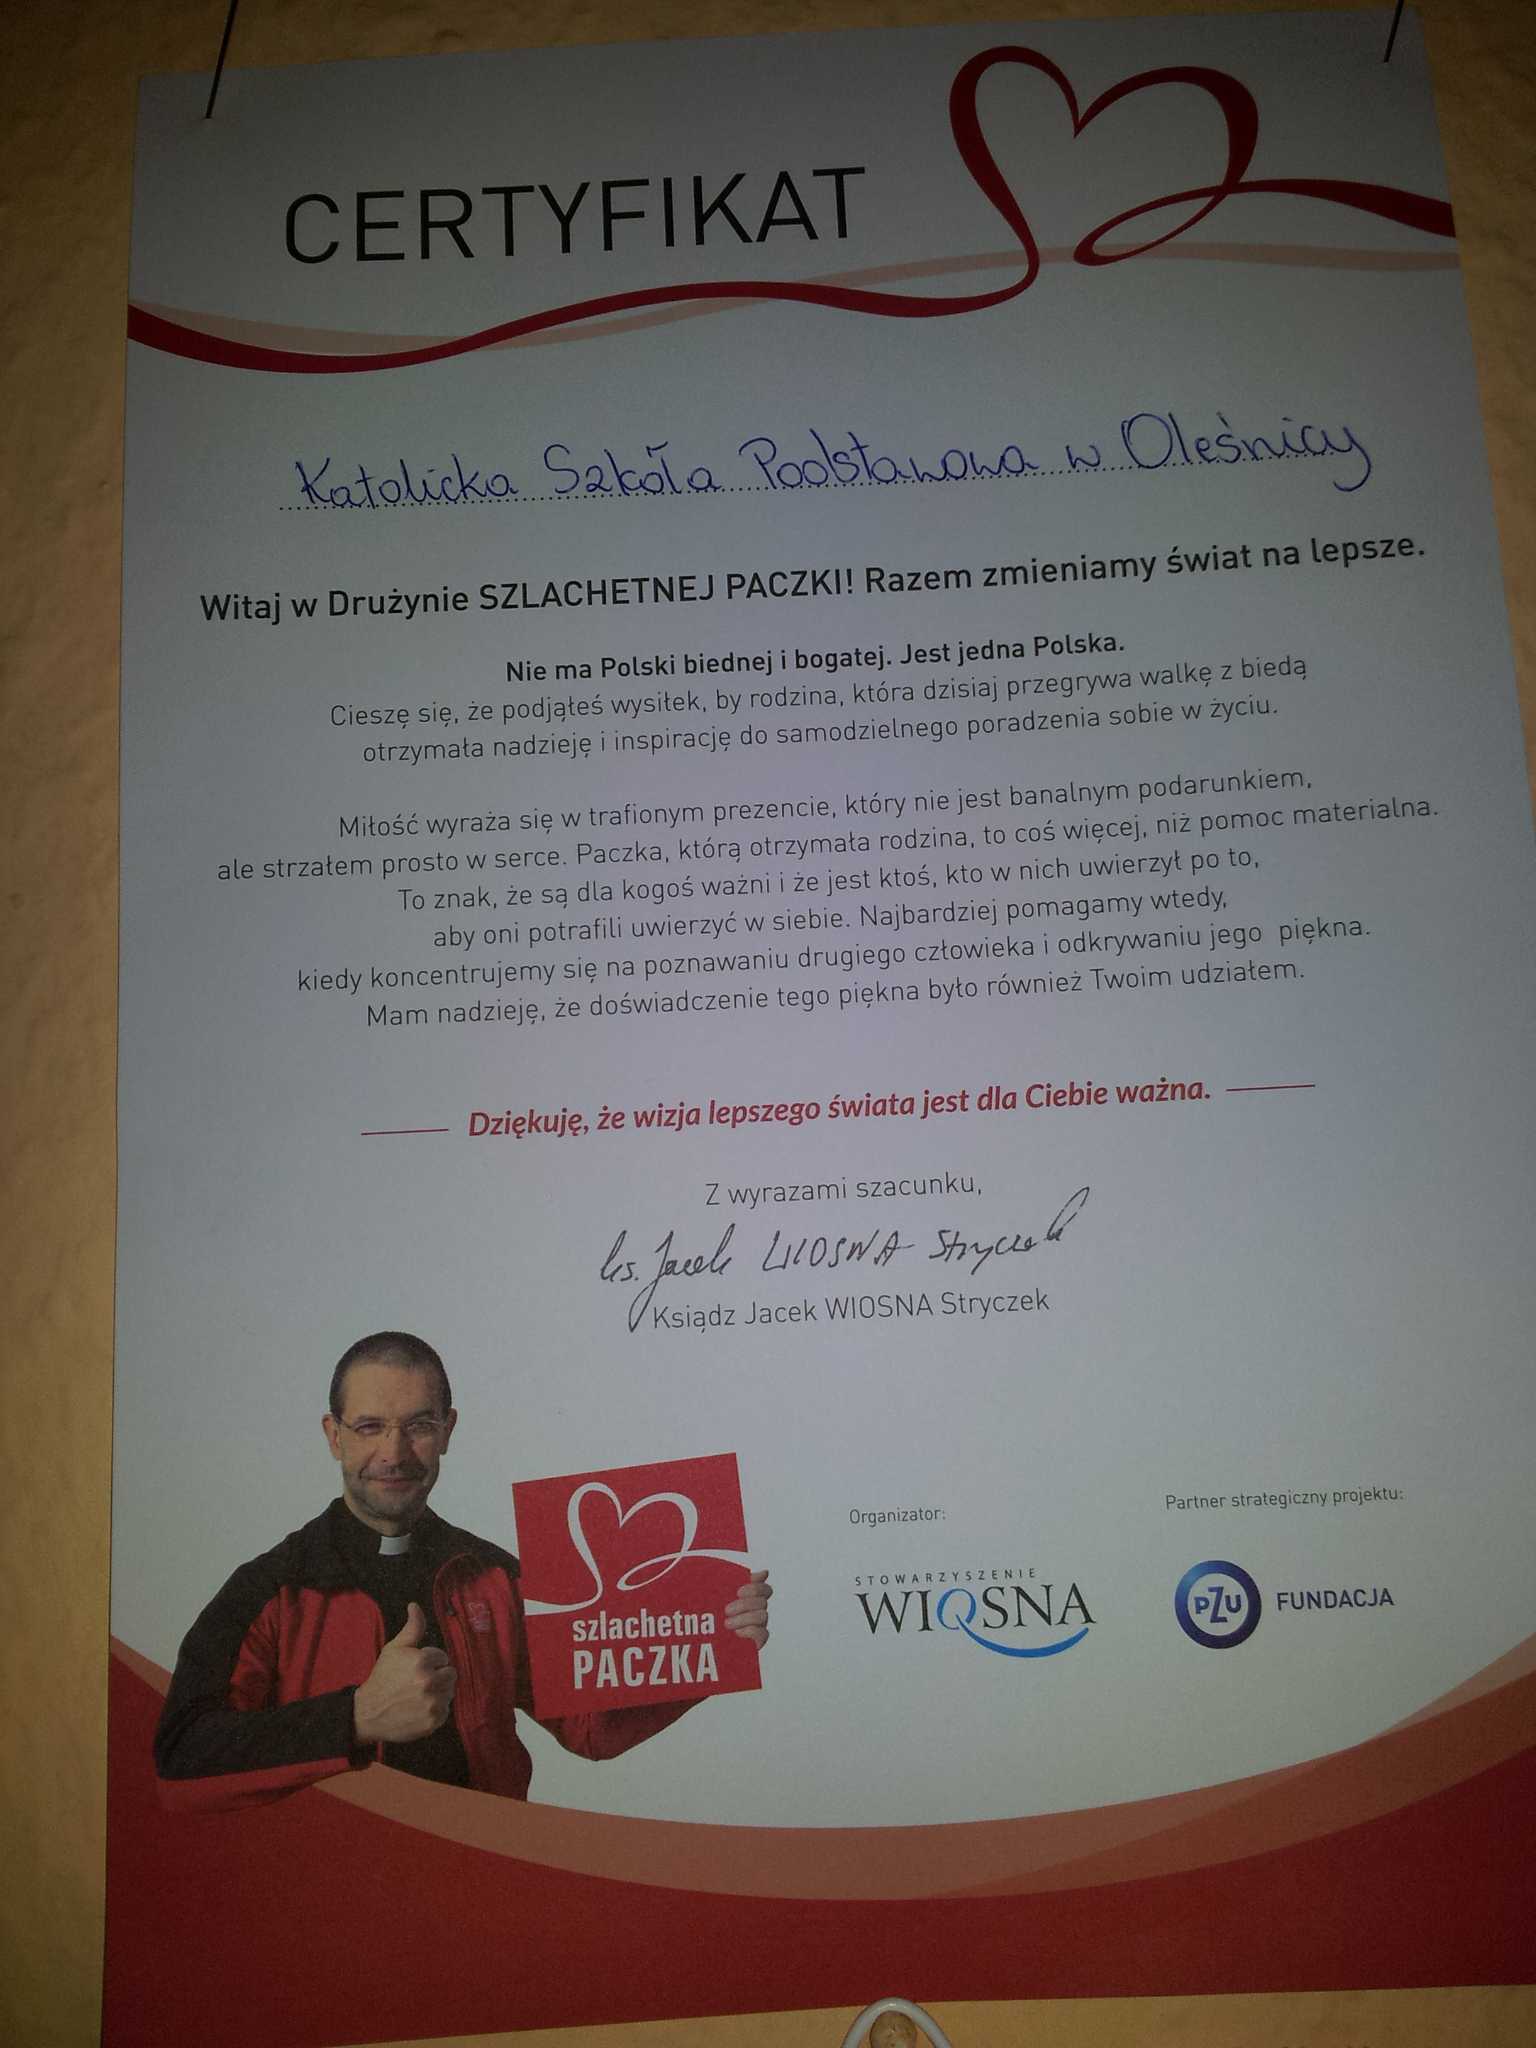 CERTYFIKAT
Katolicka Szkóła Podstawowa w Oleśnicy
Witaj w Drużynie SZLACHETNEJ PACZKI! Razem zmieniamy świat na lepsze.
Nie ma Polski biednej i bogatej. Jest jedna Polska.
Cieszę się, że podjąłeś wysiłek, by rodzina, która dzisiaj przegrywa walkę z biedą
otrzymała nadzieję i inspirację do samodzielnego poradzenia sobie w życiu.
Miłość wyraża się w trafionym prezencie, który nie jest banalnym podarunkiem,
ale strzałem prosto w serce. Paczka, którą otrzymała rodzina, to coś więcej, niż pomoc materialna.
To znak, że są dla kogoś ważni i że jest ktoś, kto w nich uwierzył po to,
aby oni potrafili uwierzyć w siebie. Najbardziej pomagamy wtedy,
kiedy koncentrujemy się na poznawaniu drugiego człowieka i odkrywaniu jego piękna.
Mam nadzieję, że doświadczenie tego piękna było również Twoim udziałem.
Dziękuję, że wizja lepszego świata jest dla Ciebie ważna.
Z wyrazami szacunku,
ks. Jacek WIOSNA Stryczek
Ksiądz Jacek WIOSNA Stryczek
szlachetna
PACZKA
Organizator:
STOWARZYSZENIE
WIOSNA
Partner strategiczny projektu:
PZU FUNDACJA